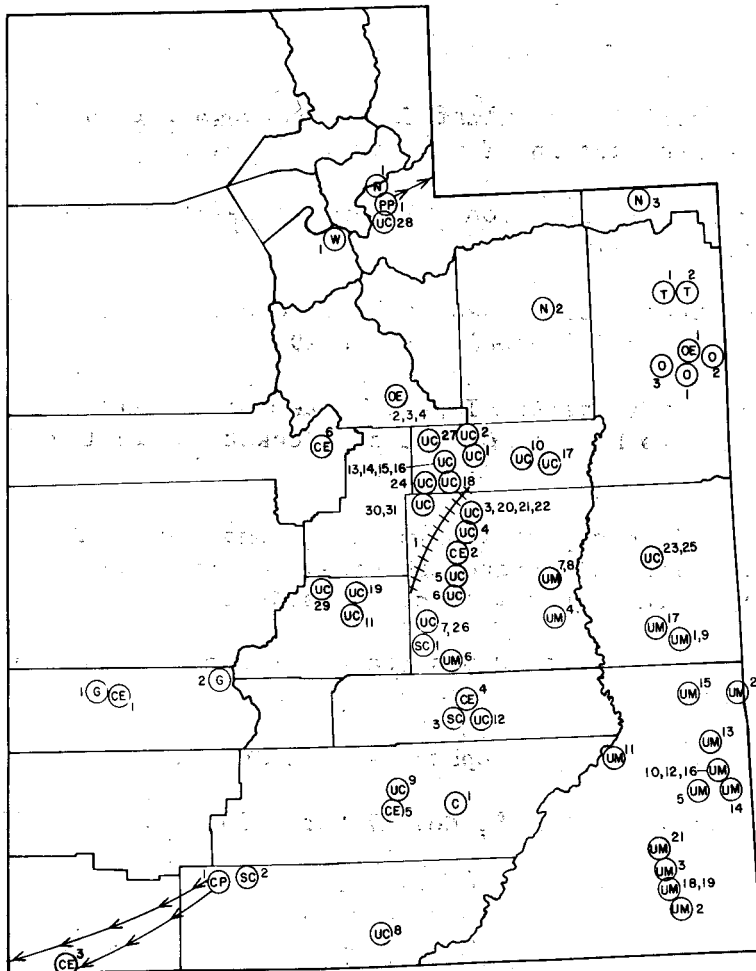 N 1
PP 1
UC 28
1 W
N 3
1 2
T T
N 2
OE 1
O 2
3 O
O 1
OE
2,3,4
CE 6
UC 27
UC 2
UC 1
13,14,15,16 UC
UC 10
UC 17
24 UC
UC 18
30,31 UC
UC 3,20,21,22
UC 4
1
CE 2
UC 23,25
5 UC
7,8 UM
6 UC
UC 29
UC 19
UC 11
UM 4
UC 7,26
SC 1
UM 6
UM 17
UM 1,9
1 G
CE 1
2 G
CE 4
3 SC
UC 12
UM 15
UM 2
UM 13
UM 11
10,12,16 UM
5 UM
UM 14
UC 9
CE 5
C 1
UM 21
UM 3
UM 18,19
UM 2
1 CP
SC 2
UC 8
CE 3